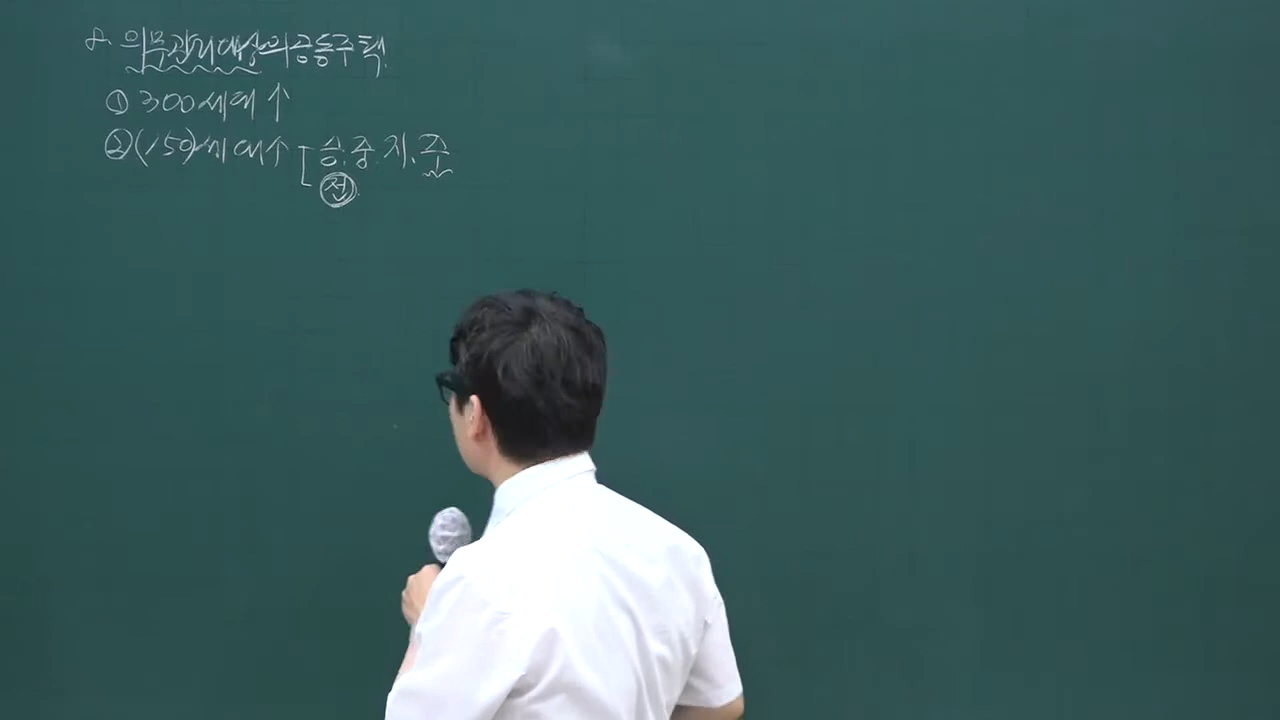 8. 의무관리대상의 공동주택.
① 300세대↑
② (150)세대↑ [ 승. 중. 지. 주
전